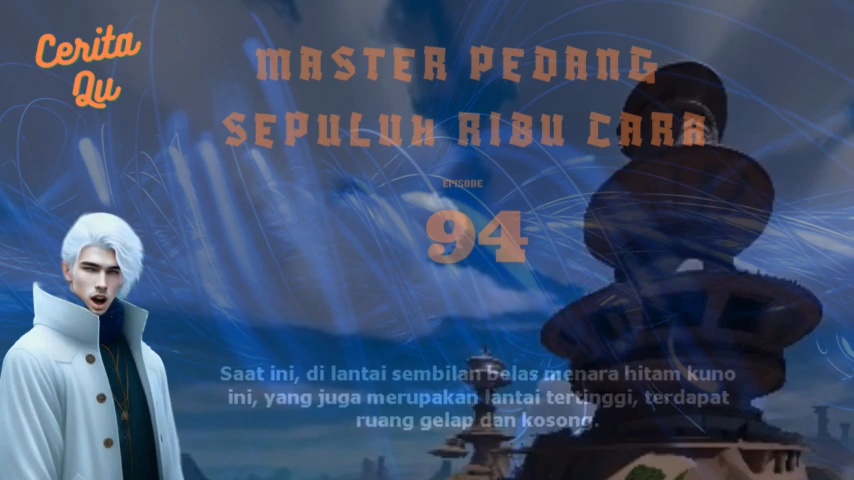 Cerita
Qu
MASTER PEDANG
SEPULUH RIBU CARA
EPISODE
94
Saat ini, di lantai sembilan belas menara hitam kuno
ini, yang juga merupakan lantai tertinggi, terdapat
ruang gelap dan kosong.